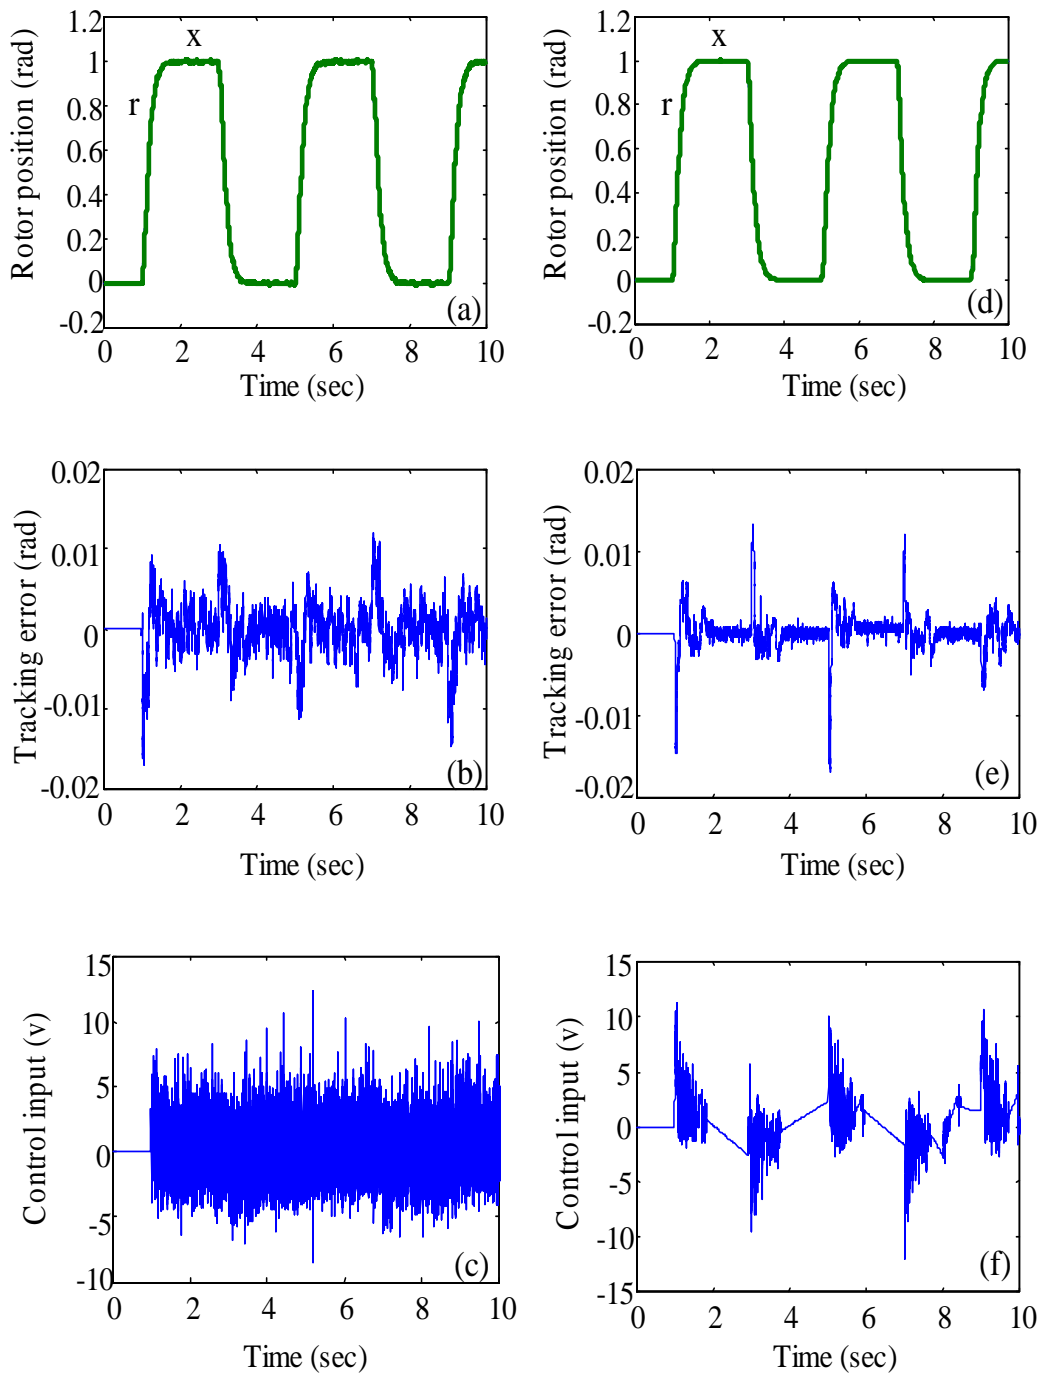 1.2
1
0.8
0.6
0.4
0.2
0
-0.2
Rotor position (rad)
x
r
(a)
0 2 4 6 8 10
Time (sec)
1.2
1
0.8
0.6
0.4
0.2
0
-0.2
Rotor position (rad)
x
r
(d)
0 2 4 6 8 10
Time (sec)
0.02
0.01
0
-0.01
-0.02
Tracking error (rad)
(b)
0 2 4 6 8 10
Time (sec)
0.02
0.01
0
-0.01
-0.02
Tracking error (rad)
(e)
0 2 4 6 8 10
Time (sec)
15
10
5
0
-5
-10
Control input (v)
(c)
0 2 4 6 8 10
Time (sec)
15
10
5
0
-5
-10
-15
Control input (v)
(f)
0 2 4 6 8 10
Time (sec)